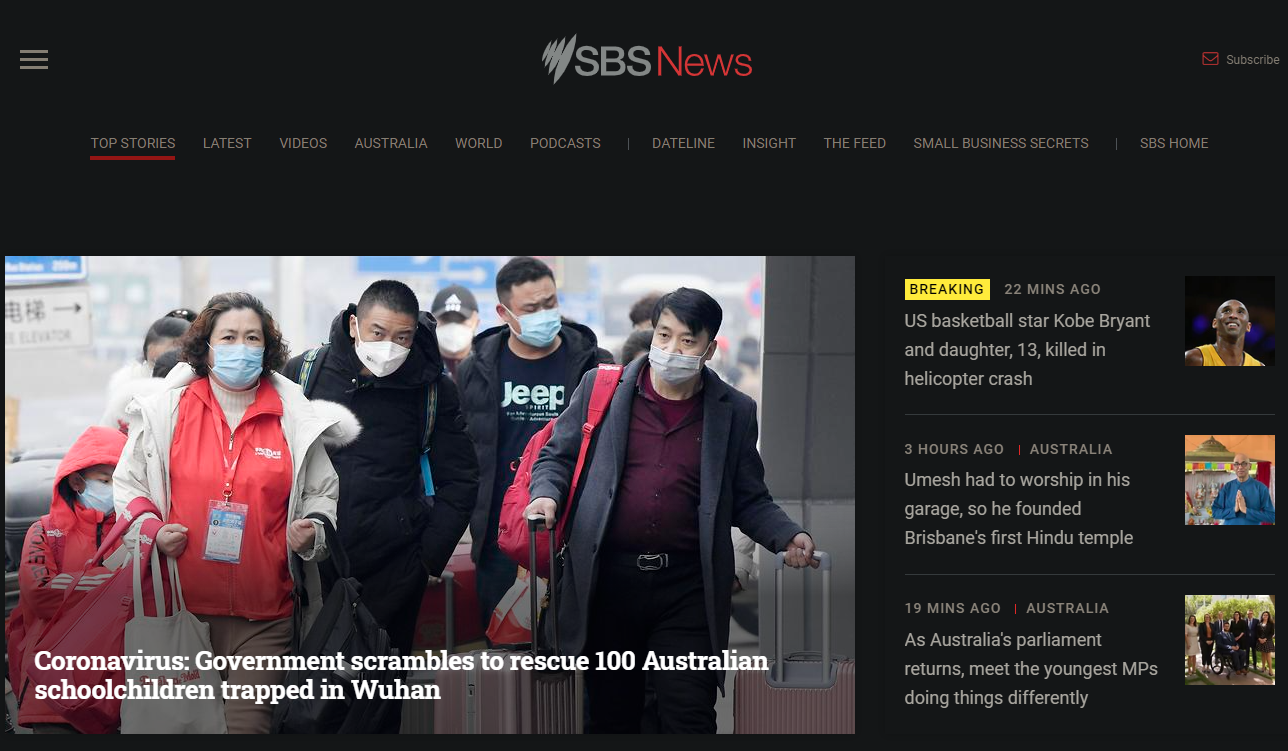 SBS News
Subscribe
TOP STORIES LATEST VIDEOS AUSTRALIA WORLD PODCASTS | DATELINE INSIGHT THE FEED SMALL BUSINESS SECRETS | SBS HOME
200m
电梯 →
ELEVATOR
Jeep
SPIRIT
Coronavirus: Government scrambles to rescue 100 Australian
schoolchildren trapped in Wuhan
BREAKING 22 MINS AGO
US basketball star Kobe Bryant
and daughter, 13, killed in
helicopter crash
3 HOURS AGO | AUSTRALIA
Umesh had to worship in his
garage, so he founded
Brisbane's first Hindu temple
19 MINS AGO | AUSTRALIA
As Australia's parliament
returns, meet the youngest MPs
doing things differently